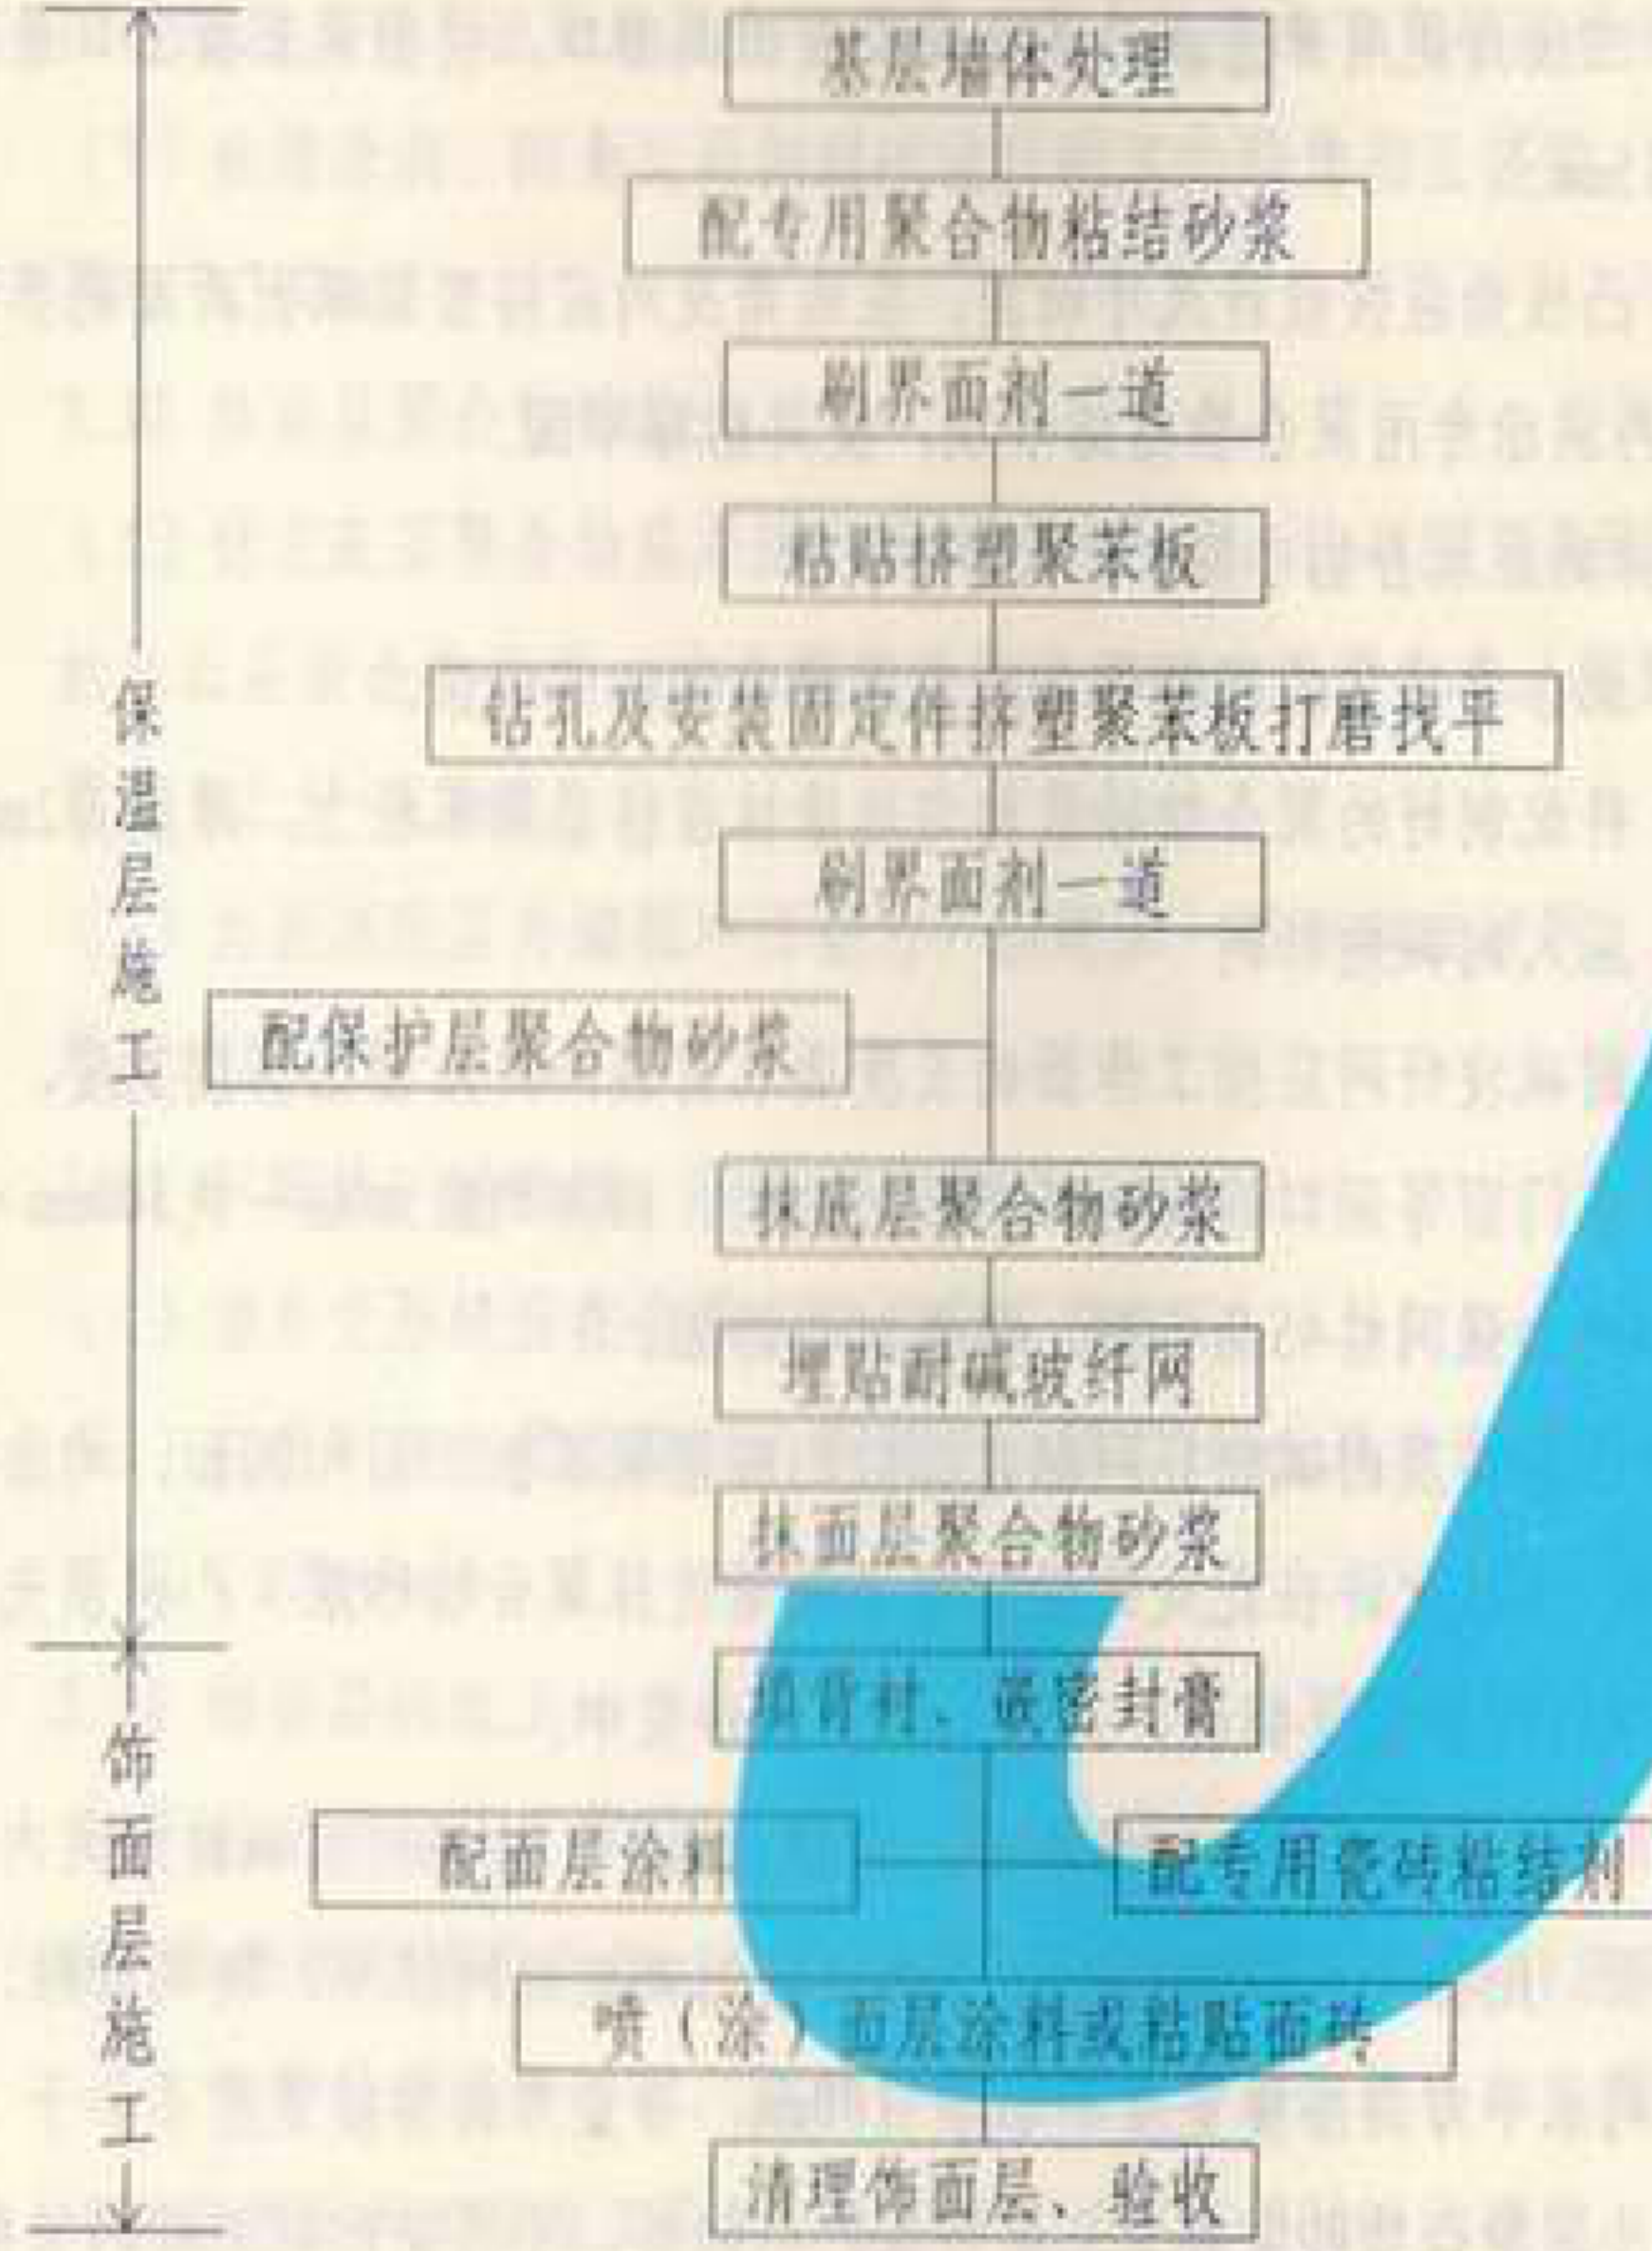 基层墙体处理
配专用聚合物粘结砂浆
刷界面剂一道
粘贴挤塑聚苯板
钻孔及安装固定件挤塑聚苯板打磨找平
刷界面剂一道
保温层施工
配保护层聚合物砂浆
抹底层聚合物砂浆
埋贴耐碱玻纤网
抹面层聚合物砂浆
填背衬、嵌密封膏
饰面层施工
配面层涂料
配专用瓷砖粘结剂
喷（涂）面层涂料或粘贴面砖
清理饰面层、验收